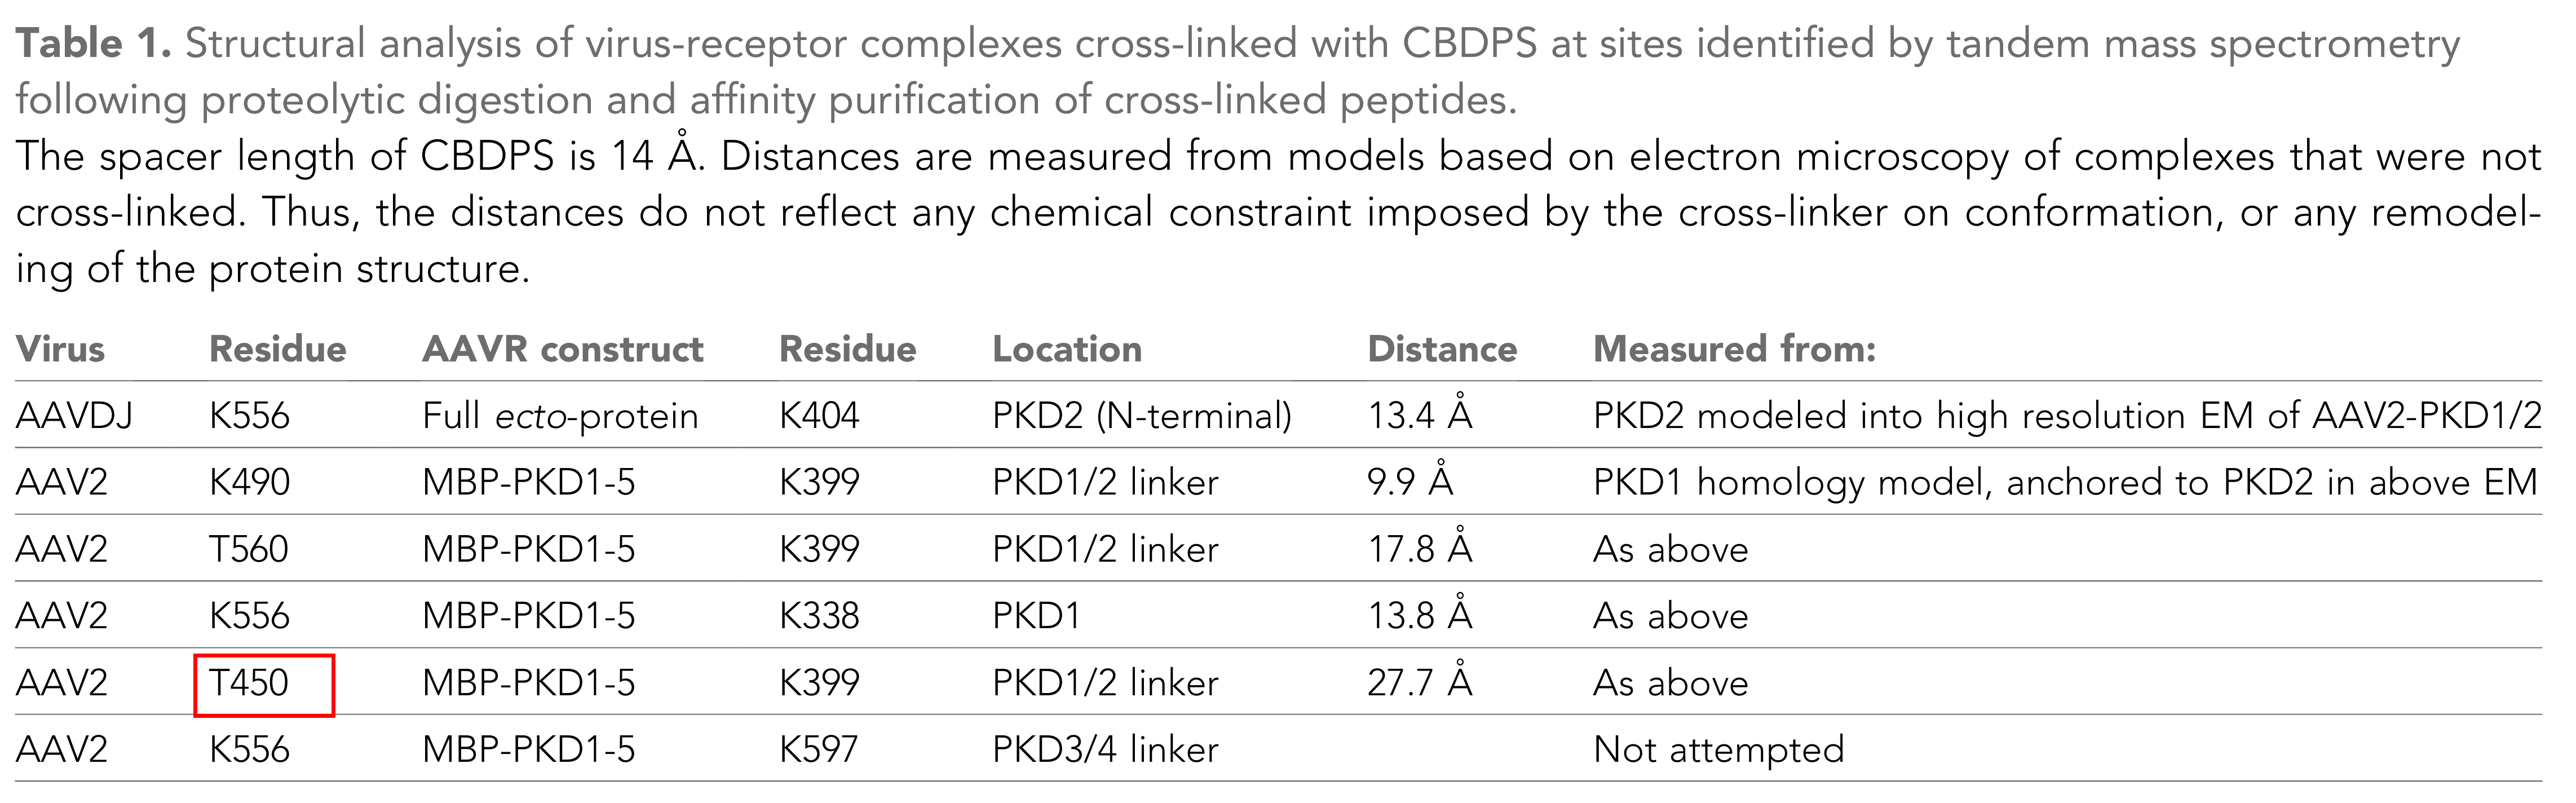 Table 1. Structural analysis of virus-receptor complexes cross-linked with CBDPS at sites identified by tandem mass spectrometry
following proteolytic digestion and affinity purification of cross-linked peptides.
The spacer length of CBDPS is 14 Å. Distances are measured from models based on electron microscopy of complexes that were not
cross-linked. Thus, the distances do not reflect any chemical constraint imposed by the cross-linker on conformation, or any remodel-
ing of the protein structure.
Virus Residue AAVR construct Residue Location Distance Measured from:
AAVDJ K556 Full ecto-protein K404 PKD2 (N-terminal) 13.4 Å PKD2 modeled into high resolution EM of AAV2-PKD1/2
AAV2 K490 MBP-PKD1-5 K399 PKD1/2 linker 9.9 Å PKD1 homology model, anchored to PKD2 in above EM
AAV2 T560 MBP-PKD1-5 K399 PKD1/2 linker 17.8 Å As above
AAV2 K556 MBP-PKD1-5 K338 PKD1 13.8 Å As above
AAV2 T450 MBP-PKD1-5 K399 PKD1/2 linker 27.7 Å As above
AAV2 K556 MBP-PKD1-5 K597 PKD3/4 linker Not attempted